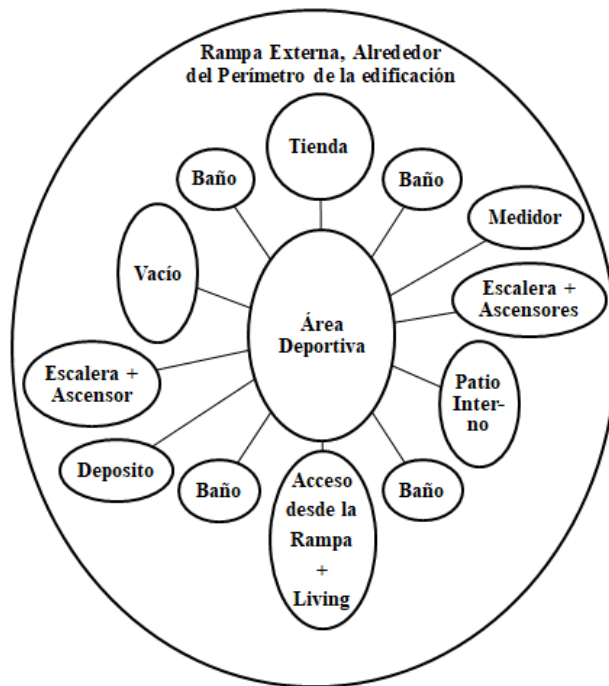 Rampa Externa, Alrededor
del Perímetro de la edificación
Tienda
Baño
Baño
Medidor
Vacío
Escalera +
Ascensores
Área
Deportiva
Escalera +
Ascensor
Patio
Inter-
no
Deposito
Baño
Acceso
desde la
Rampa
+
Living
Baño